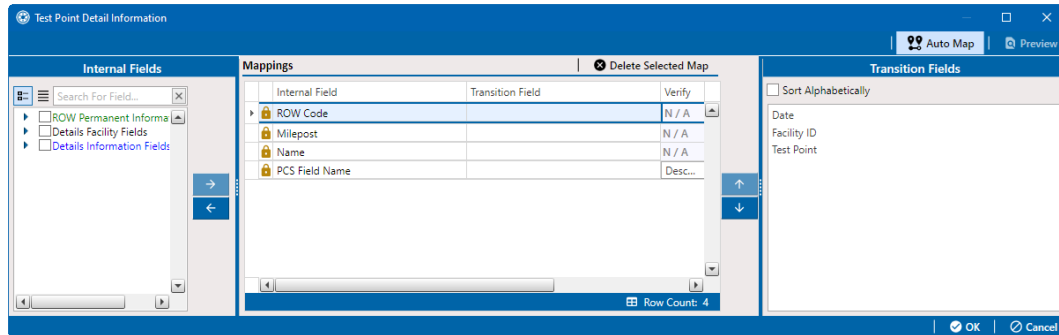 Test Point Detail Information
Auto Map
Preview
Internal Fields
Search For Field...
ROW Permanent Informa
Details Facility Fields
Details Information Fields
Mappings
Delete Selected Map
Internal Field Transition Field Verify
ROW Code N / A
Milepost N / A
Name N / A
PCS Field Name Desc...
Row Count: 4
Transition Fields
Sort Alphabetically
Date
Facility ID
Test Point
OK Cancel